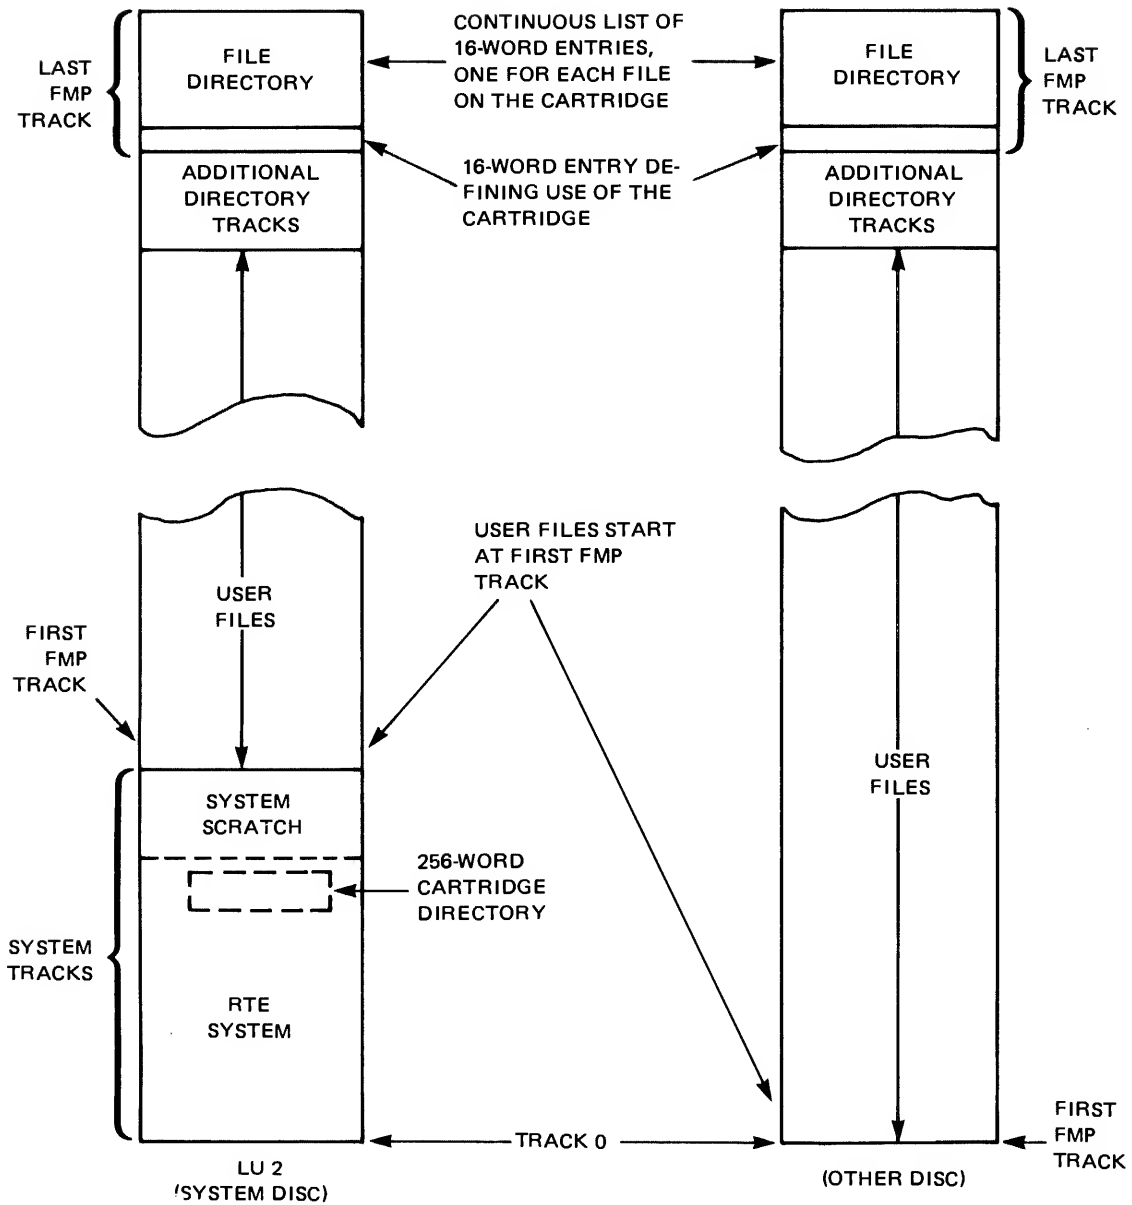 CONTINUOUS LIST OF
16-WORD ENTRIES,
ONE FOR EACH FILE
ON THE CARTRIDGE
FILE
DIRECTORY
FILE
DIRECTORY
LAST
FMP
TRACK
LAST
FMP
TRACK
16-WORD ENTRY DE-
FINING USE OF THE
CARTRIDGE
ADDITIONAL
DIRECTORY
TRACKS
ADDITIONAL
DIRECTORY
TRACKS
USER FILES START
AT FIRST FMP
TRACK
USER
FILES
FIRST
FMP
TRACK
USER
FILES
SYSTEM
SCRATCH
256-WORD
CARTRIDGE
DIRECTORY
SYSTEM
TRACKS
RTE
SYSTEM
TRACK 0
FIRST
FMP
TRACK
LU 2
(SYSTEM DISC)
(OTHER DISC)